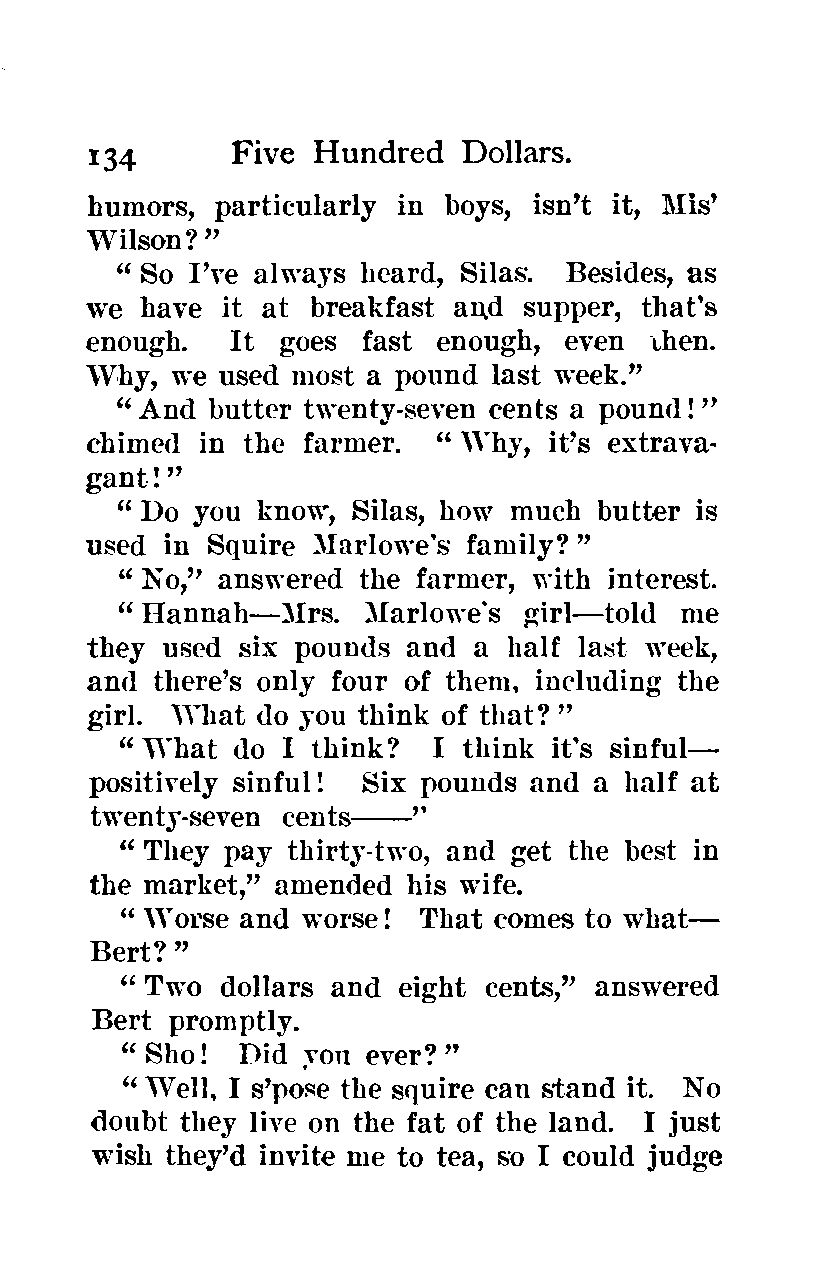 134 Five Hundred Dollars.
humors, particularly in boys, isn't it, Mis'
Wilson?"
"So I've always heard, Silas. Besides, as
we have it at breakfast and supper, that's
enough. It goes fast enough, even then.
Why, we used most a pound last week."
"And butter twenty-seven cents a pound!"
chimed in the farmer. "Why, it's extrava-
gant!"
"Do you know, Silas, how much butter is
used in Squire Marlowe's family?"
"No," answered the farmer, with interest.
"Hannah—Mrs. Marlowe's girl—told me
they used six pounds and a half last week,
and there's only four of them, including the
girl. What do you think of that?"
"What do I think? I think it's sinful—
positively sinful! Six pounds and a half at
twenty-seven cents——"
"They pay thirty-two, and get the best in
the market," amended his wife.
"Worse and worse! That comes to what—
Bert?"
"Two dollars and eight cents," answered
Bert promptly.
"Sho! Did you ever?"
"Well, I s'pose the squire can stand it. No
doubt they live on the fat of the land. I just
wish they'd invite me to tea, so I could judge